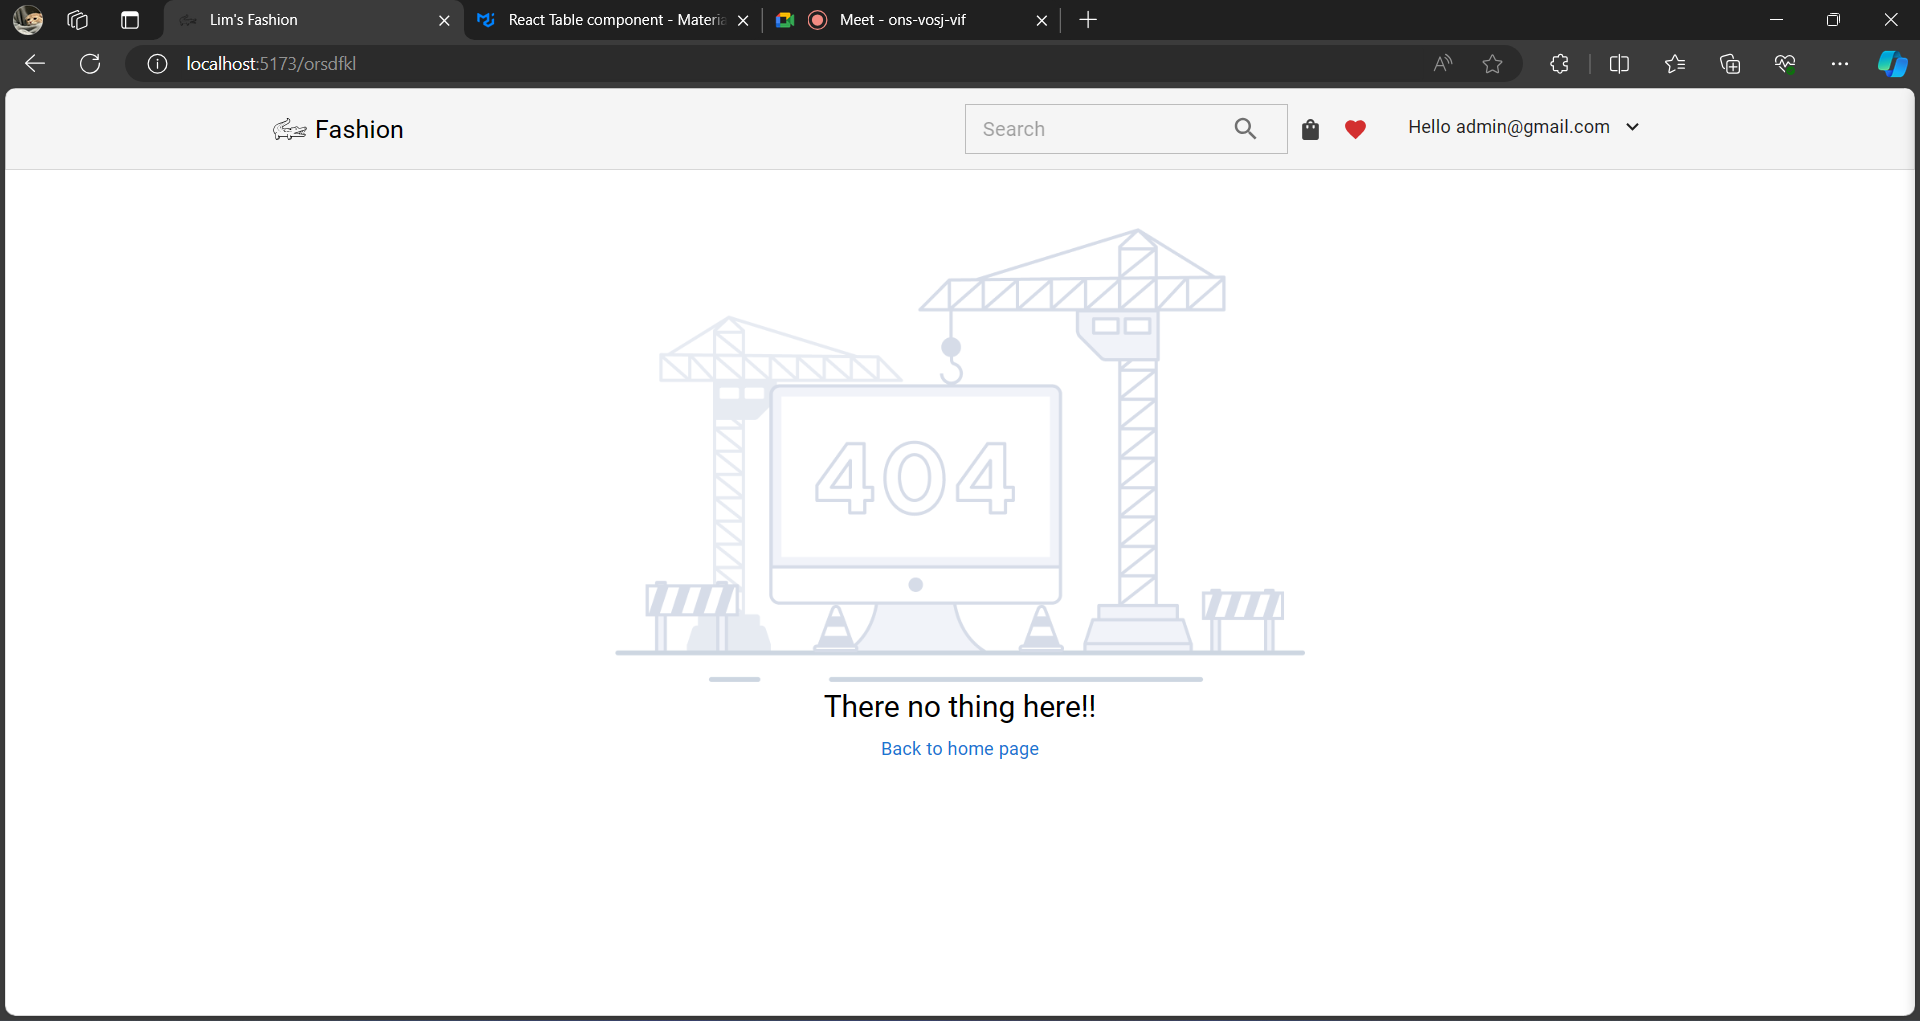 Lim's Fashion
React Table component - Materia
Meet - ons-vosj-vif
localhost:5173/orsdfkl
Fashion
Search
Hello admin@gmail.com
404
There no thing here!!
Back to home page